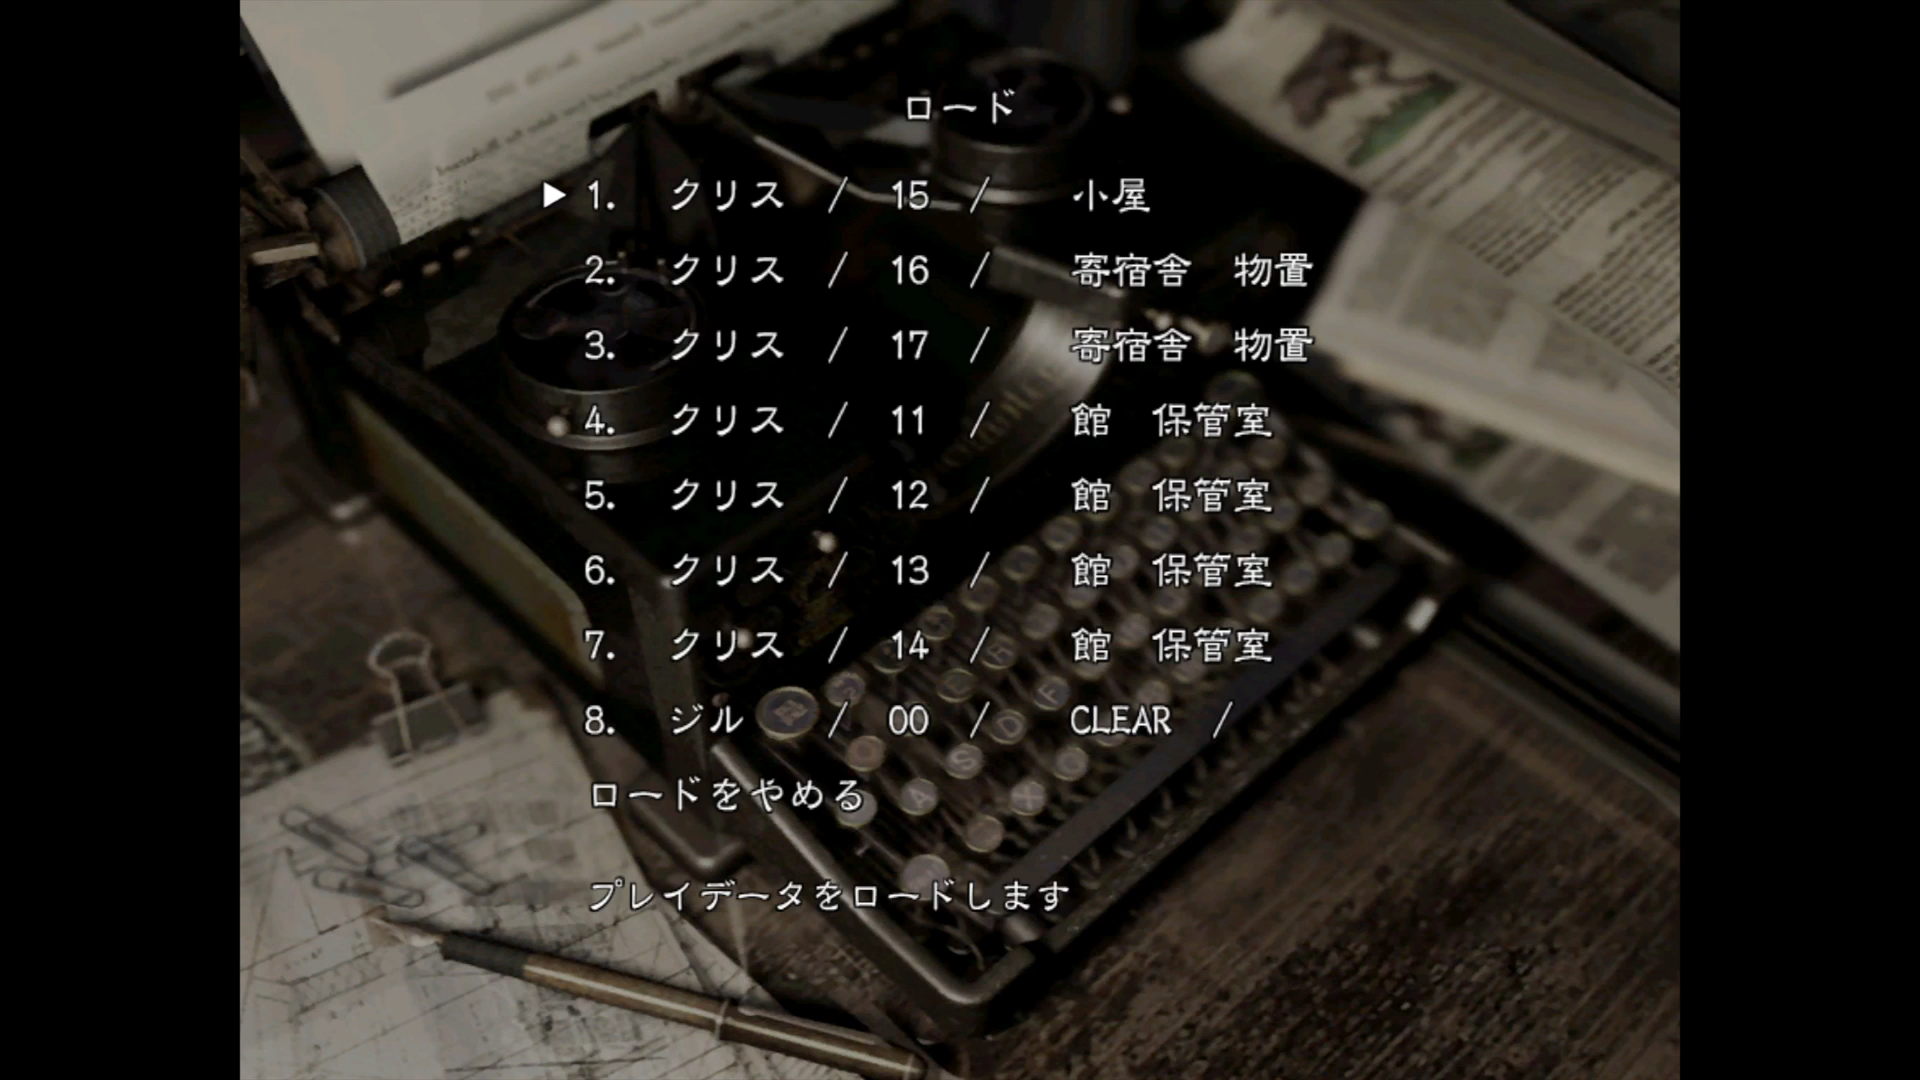 ロード
▶ 1. クリス / 15 / 小屋
2. クリス / 16 / 寄宿舎　物置
3. クリス / 17 / 寄宿舎　物置
4. クリス / 11 / 館　保管室
5. クリス / 12 / 館　保管室
6. クリス / 13 / 館　保管室
7. クリス / 14 / 館　保管室
8. ジル / 00 / CLEAR /
ロードをやめる
プレイデータをロードします